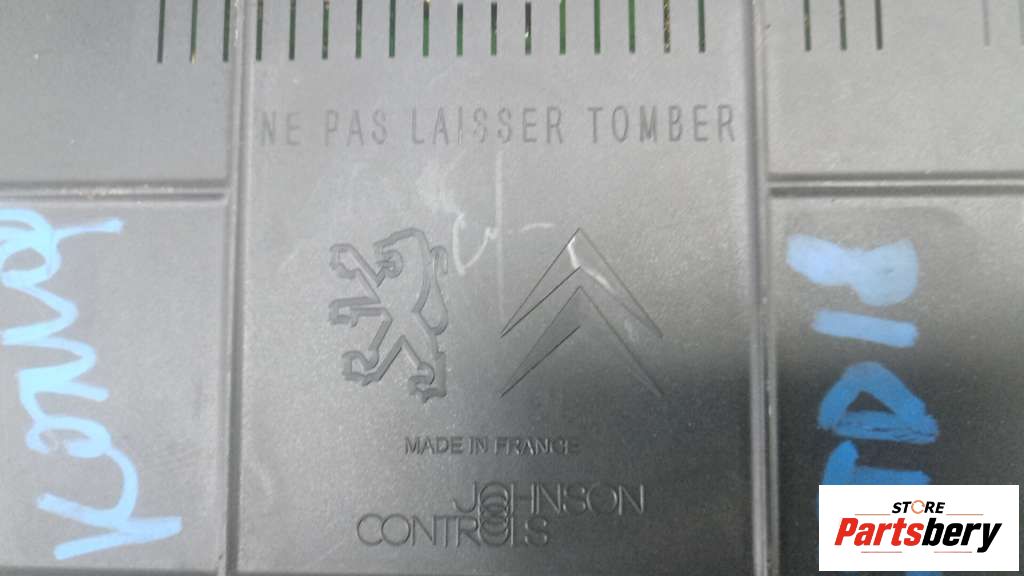 NE PAS LAISSER TOMBER
MADE IN FRANCE
JOHNSON
CONTROLS
STORE
Partsbery